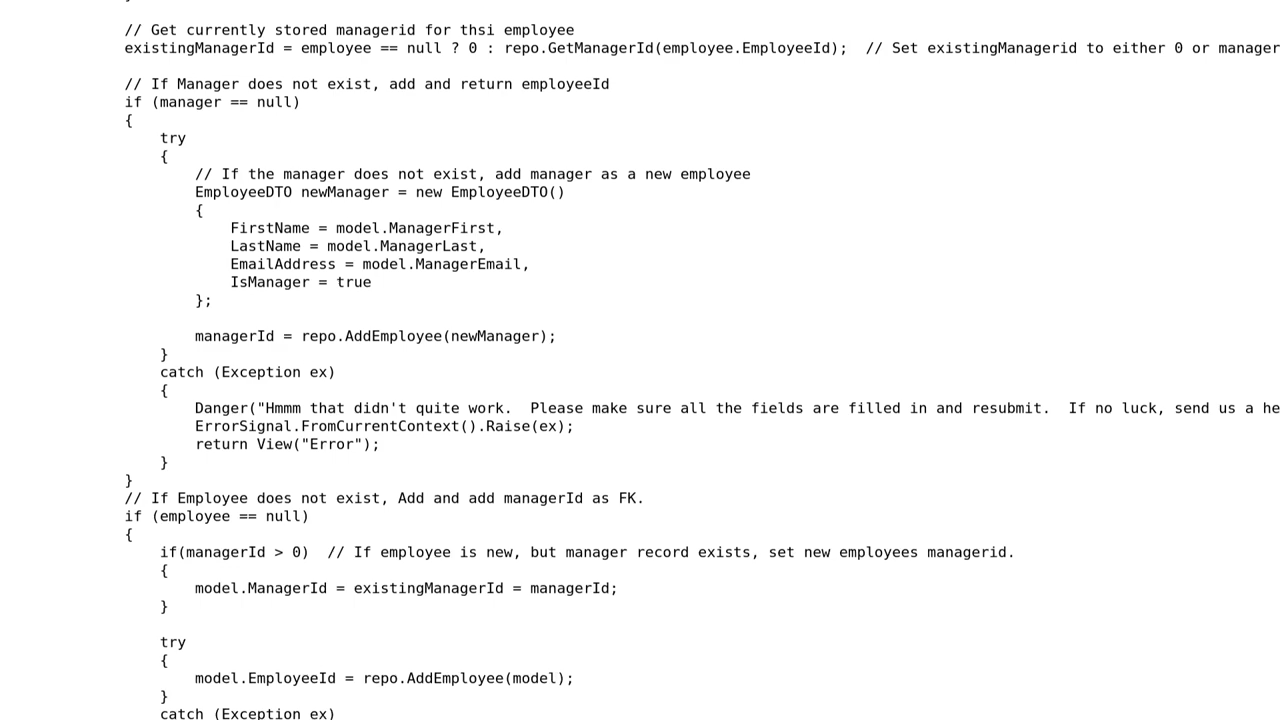 // Get currently stored managerid for thsi employee
existingManagerId = employee == null ? 0 : repo.GetManagerId(employee.EmployeeId);  // Set existingManagerid to either 0 or manager
// If Manager does not exist, add and return employeeId
if (manager == null)
{
try
{
// If the manager does not exist, add manager as a new employee
EmployeeDTO newManager = new EmployeeDTO()
{
FirstName = model.ManagerFirst,
LastName = model.ManagerLast,
EmailAddress = model.ManagerEmail,
IsManager = true
};
managerId = repo.AddEmployee(newManager);
}
catch (Exception ex)
{
Danger("Hmmm that didn't quite work.  Please make sure all the fields are filled in and resubmit.  If no luck, send us a he
ErrorSignal.FromCurrentContext().Raise(ex);
return View("Error");
}
}
// If Employee does not exist, Add and add managerId as FK.
if (employee == null)
{
if(managerId > 0)  // If employee is new, but manager record exists, set new employees managerid.
{
model.ManagerId = existingManagerId = managerId;
}
try
{
model.EmployeeId = repo.AddEmployee(model);
}
catch (Exception ex)